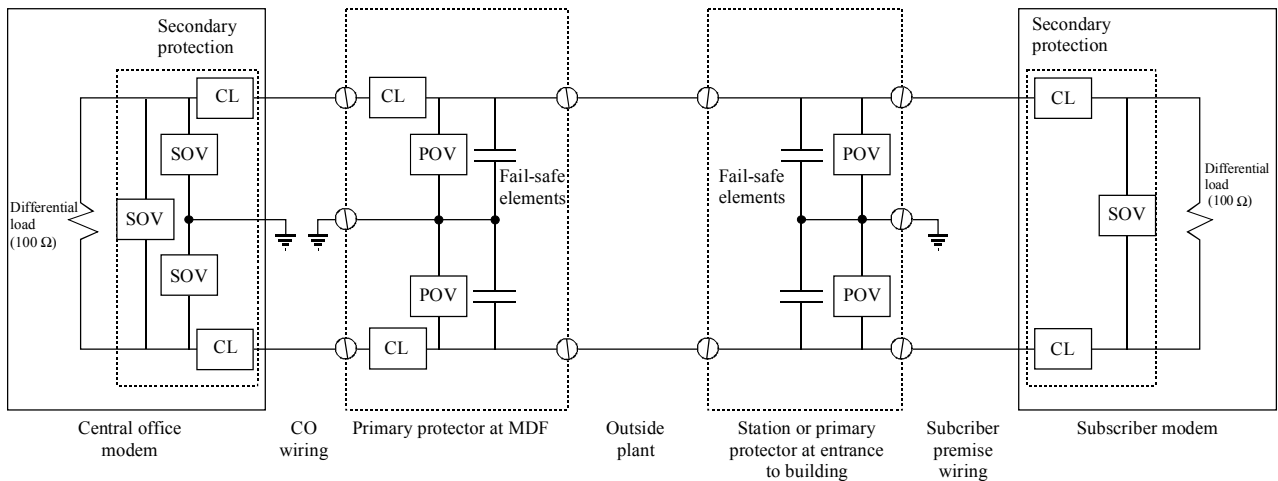 Secondary
protection
CL
SOV
SOV
SOV
CL
Differential
load
(100 Ω)
CL
POV
Fail-safe
elements
POV
CL
Fail-safe
elements
POV
POV
Secondary
protection
CL
SOV
CL
Differential
load
(100 Ω)
Central office
modem
CO
wiring
Primary protector at MDF
Outside
plant
Station or primary
protector at entrance
to building
Subcriber
premise
wiring
Subscriber modem